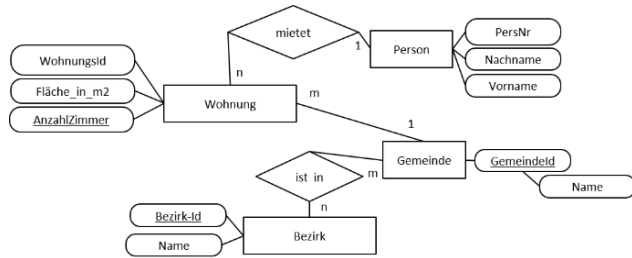 mietet
PersNr
1
Person
WohnungsId
Nachname
n
m
Fläche_in_m2
Vorname
Wohnung
AnzahlZimmer
1
Gemeinde
GemeindeId
ist in
m
Name
n
Bezirk-Id
Bezirk
Name